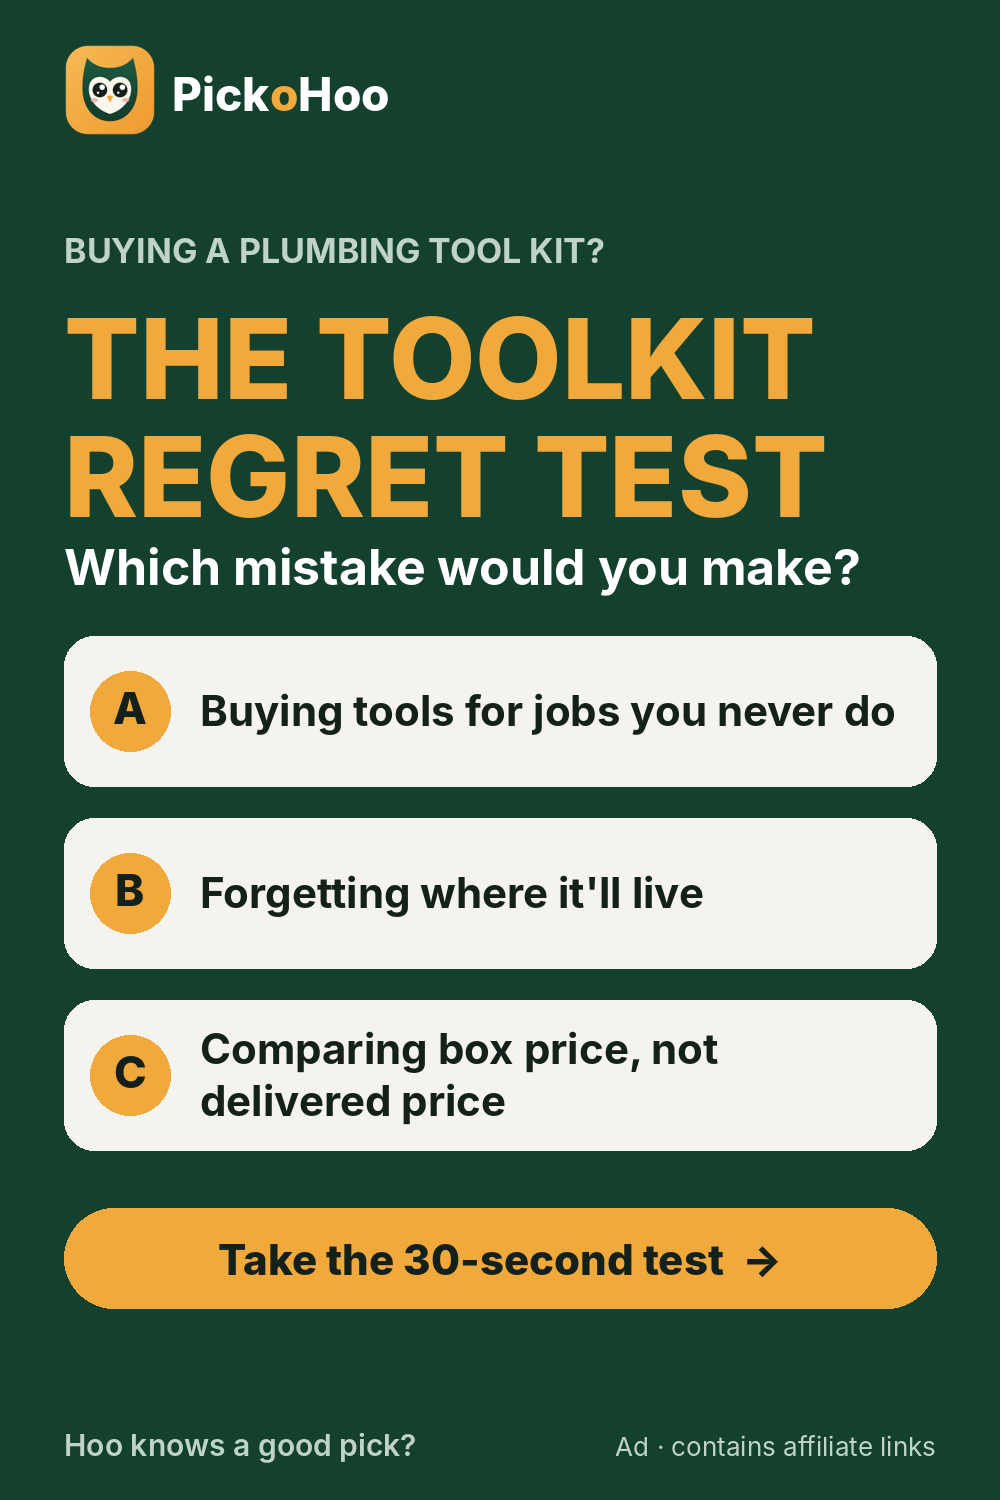 PickoHoo
BUYING A PLUMBING TOOL KIT?
THE TOOLKIT
REGRET TEST
Which mistake would you make?
A Buying tools for jobs you never do
B Forgetting where it'll live
C Comparing box price, not
delivered price
Take the 30-second test →
Hoo knows a good pick?
Ad · contains affiliate links